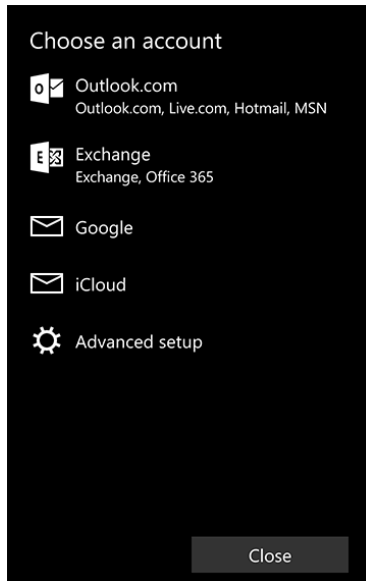 Choose an account
O
Outlook.com
Outlook.com, Live.com, Hotmail, MSN
E
Exchange
Exchange, Office 365
Google
iCloud
Advanced setup
Close